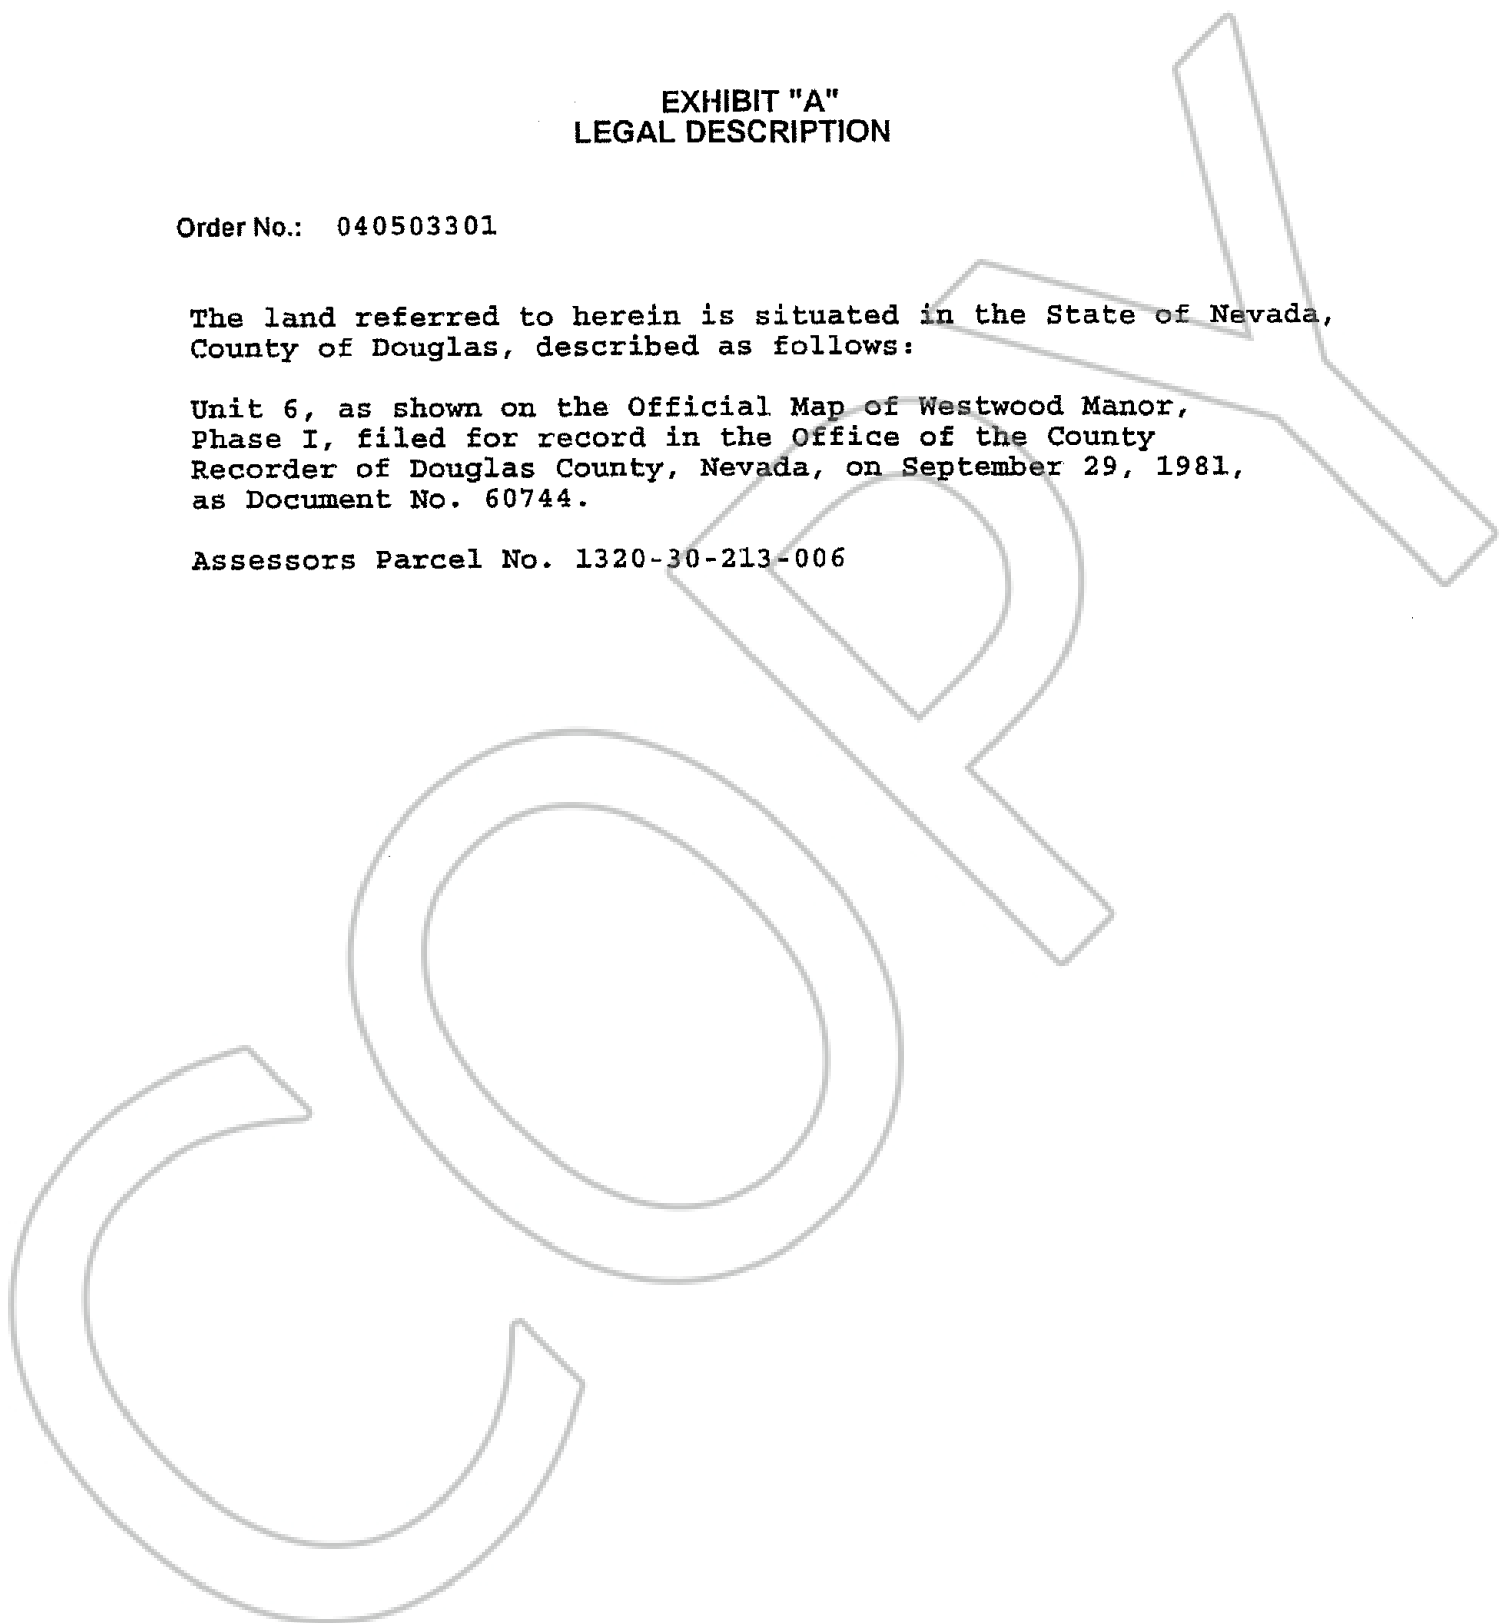 EXHIBIT "A"
LEGAL DESCRIPTION
Order No.: 040503301
The land referred to herein is situated in the State of Nevada,
County of Douglas, described as follows:
Unit 6, as shown on the Official Map of Westwood Manor,
Phase I, filed for record in the Office of the County
Recorder of Douglas County, Nevada, on September 29, 1981,
as Document No. 60744.
Assessors Parcel No. 1320-30-213-006
COPY